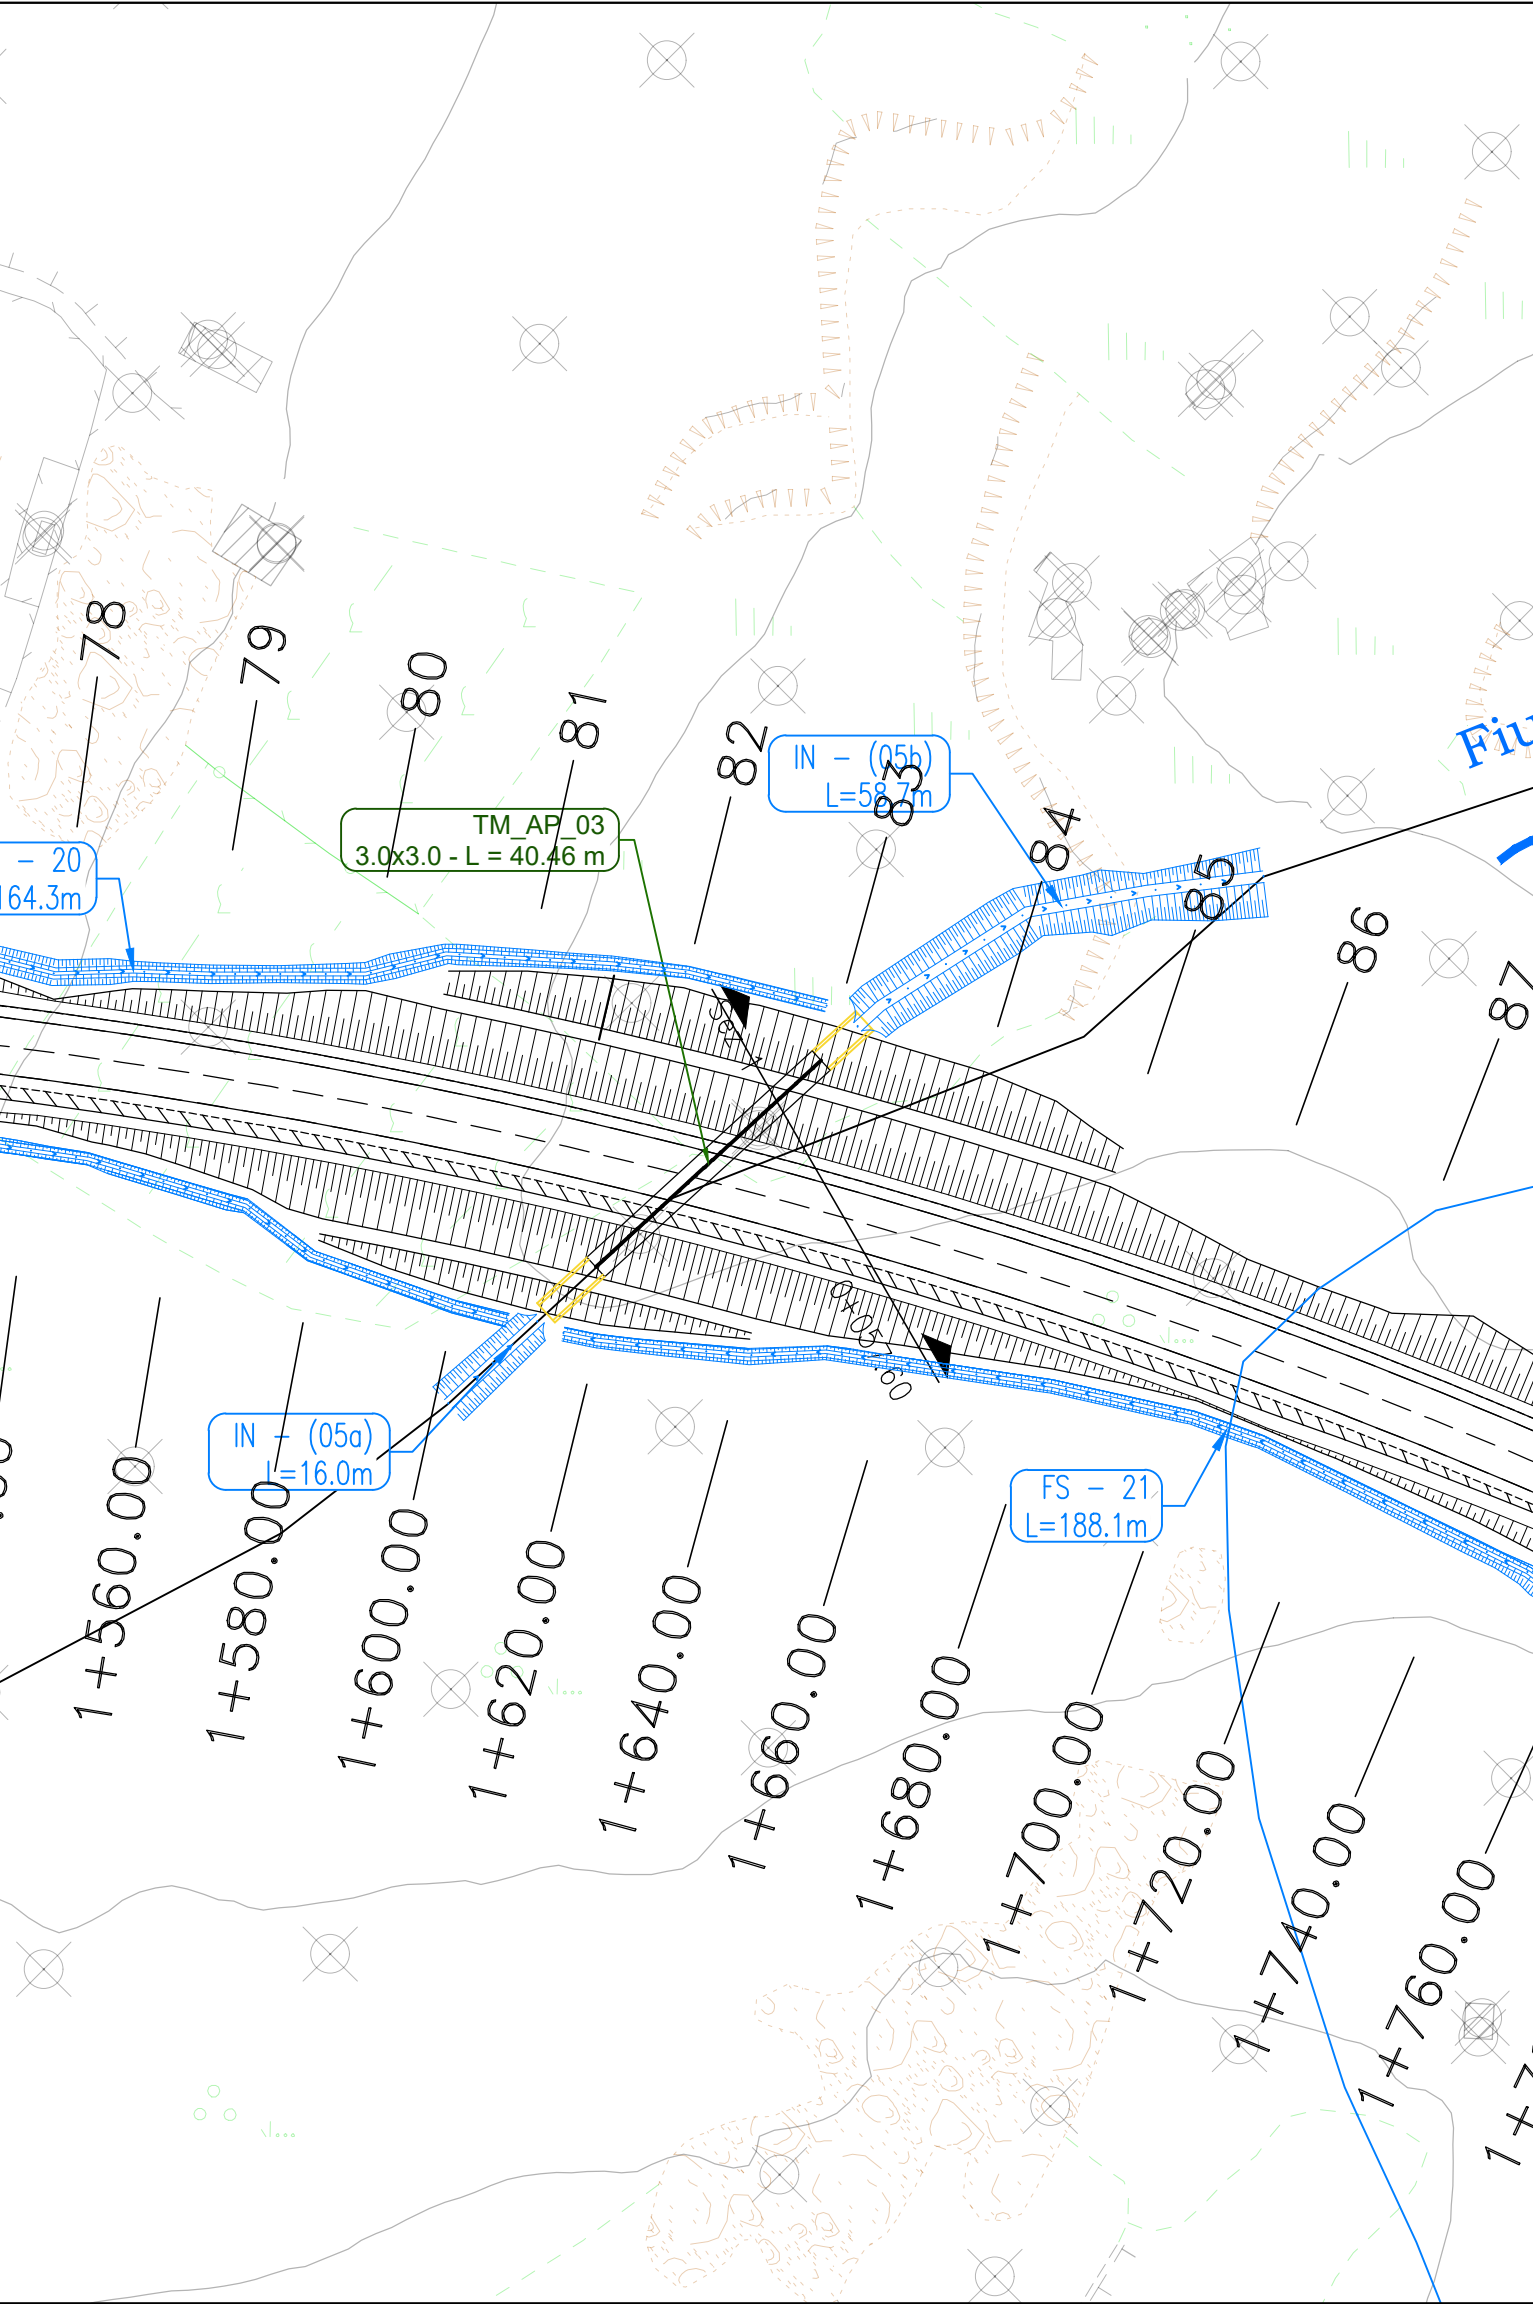 78
79
80
81
82
83
84
85
86
87
IN - (05b)
L=58.7m
TM_AP_03
3.0x3.0 - L = 40.46 m
- 20
164.3m
Fiu
IN - (05a)
L=16.0m
FS - 21
L=188.1m
1+560.00
1+580.00
1+600.00
1+620.00
1+640.00
1+660.00
1+680.00
1+700.00
1+720.00
1+740.00
1+760.00